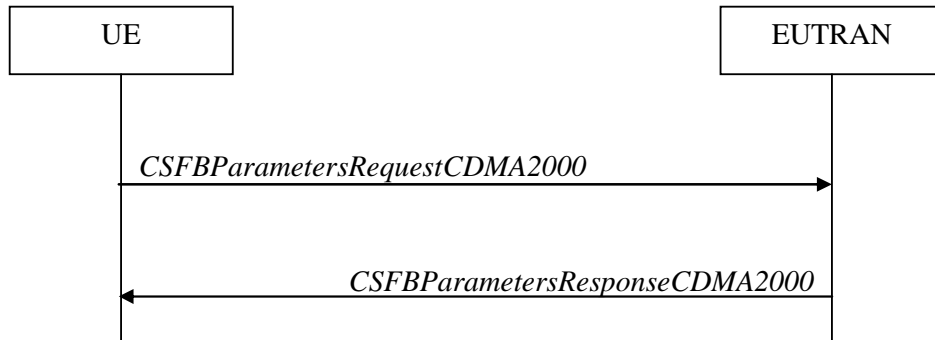 UE
EUTRAN
CSFBParametersRequestCDMA2000
CSFBParametersResponseCDMA2000